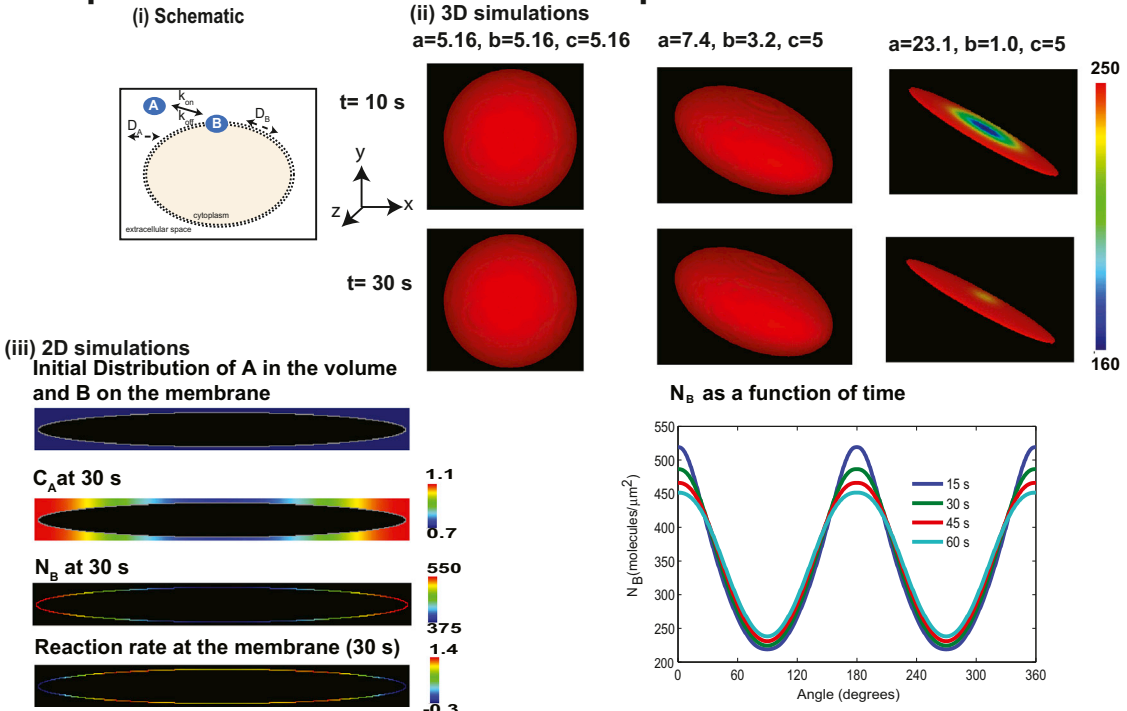 (i) Schematic
(ii) 3D simulations
a=5.16, b=5.16, c=5.16
a=7.4, b=3.2, c=5
a=23.1, b=1.0, c=5
A
k on
k off
B
D A
D B
cytoplasm
extracellular space
y
x
z
t= 10 s
t= 30 s
250
160
(iii) 2D simulations
Initial Distribution of A in the volume
and B on the membrane
C A at 30 s
1.1
0.7
N B at 30 s
550
375
Reaction rate at the membrane (30 s)
1.4
-0.3
N B as a function of time
N B (molecules/μm²)
550
500
450
400
350
300
250
200
15 s
30 s
45 s
60 s
0 60 120 180 240 300 360
Angle (degrees)